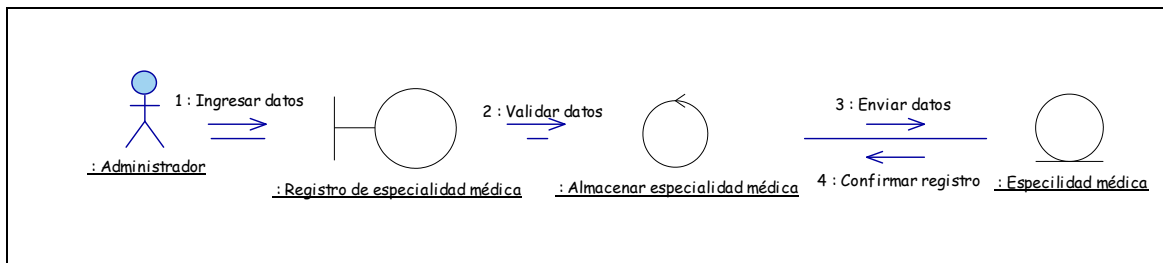 1 : Ingresar datos
2 : Validar datos
3 : Enviar datos
: Administrador
: Registro de especialidad médica
: Almacenar especialidad médica
4 : Confirmar registro
: Especilidad médica